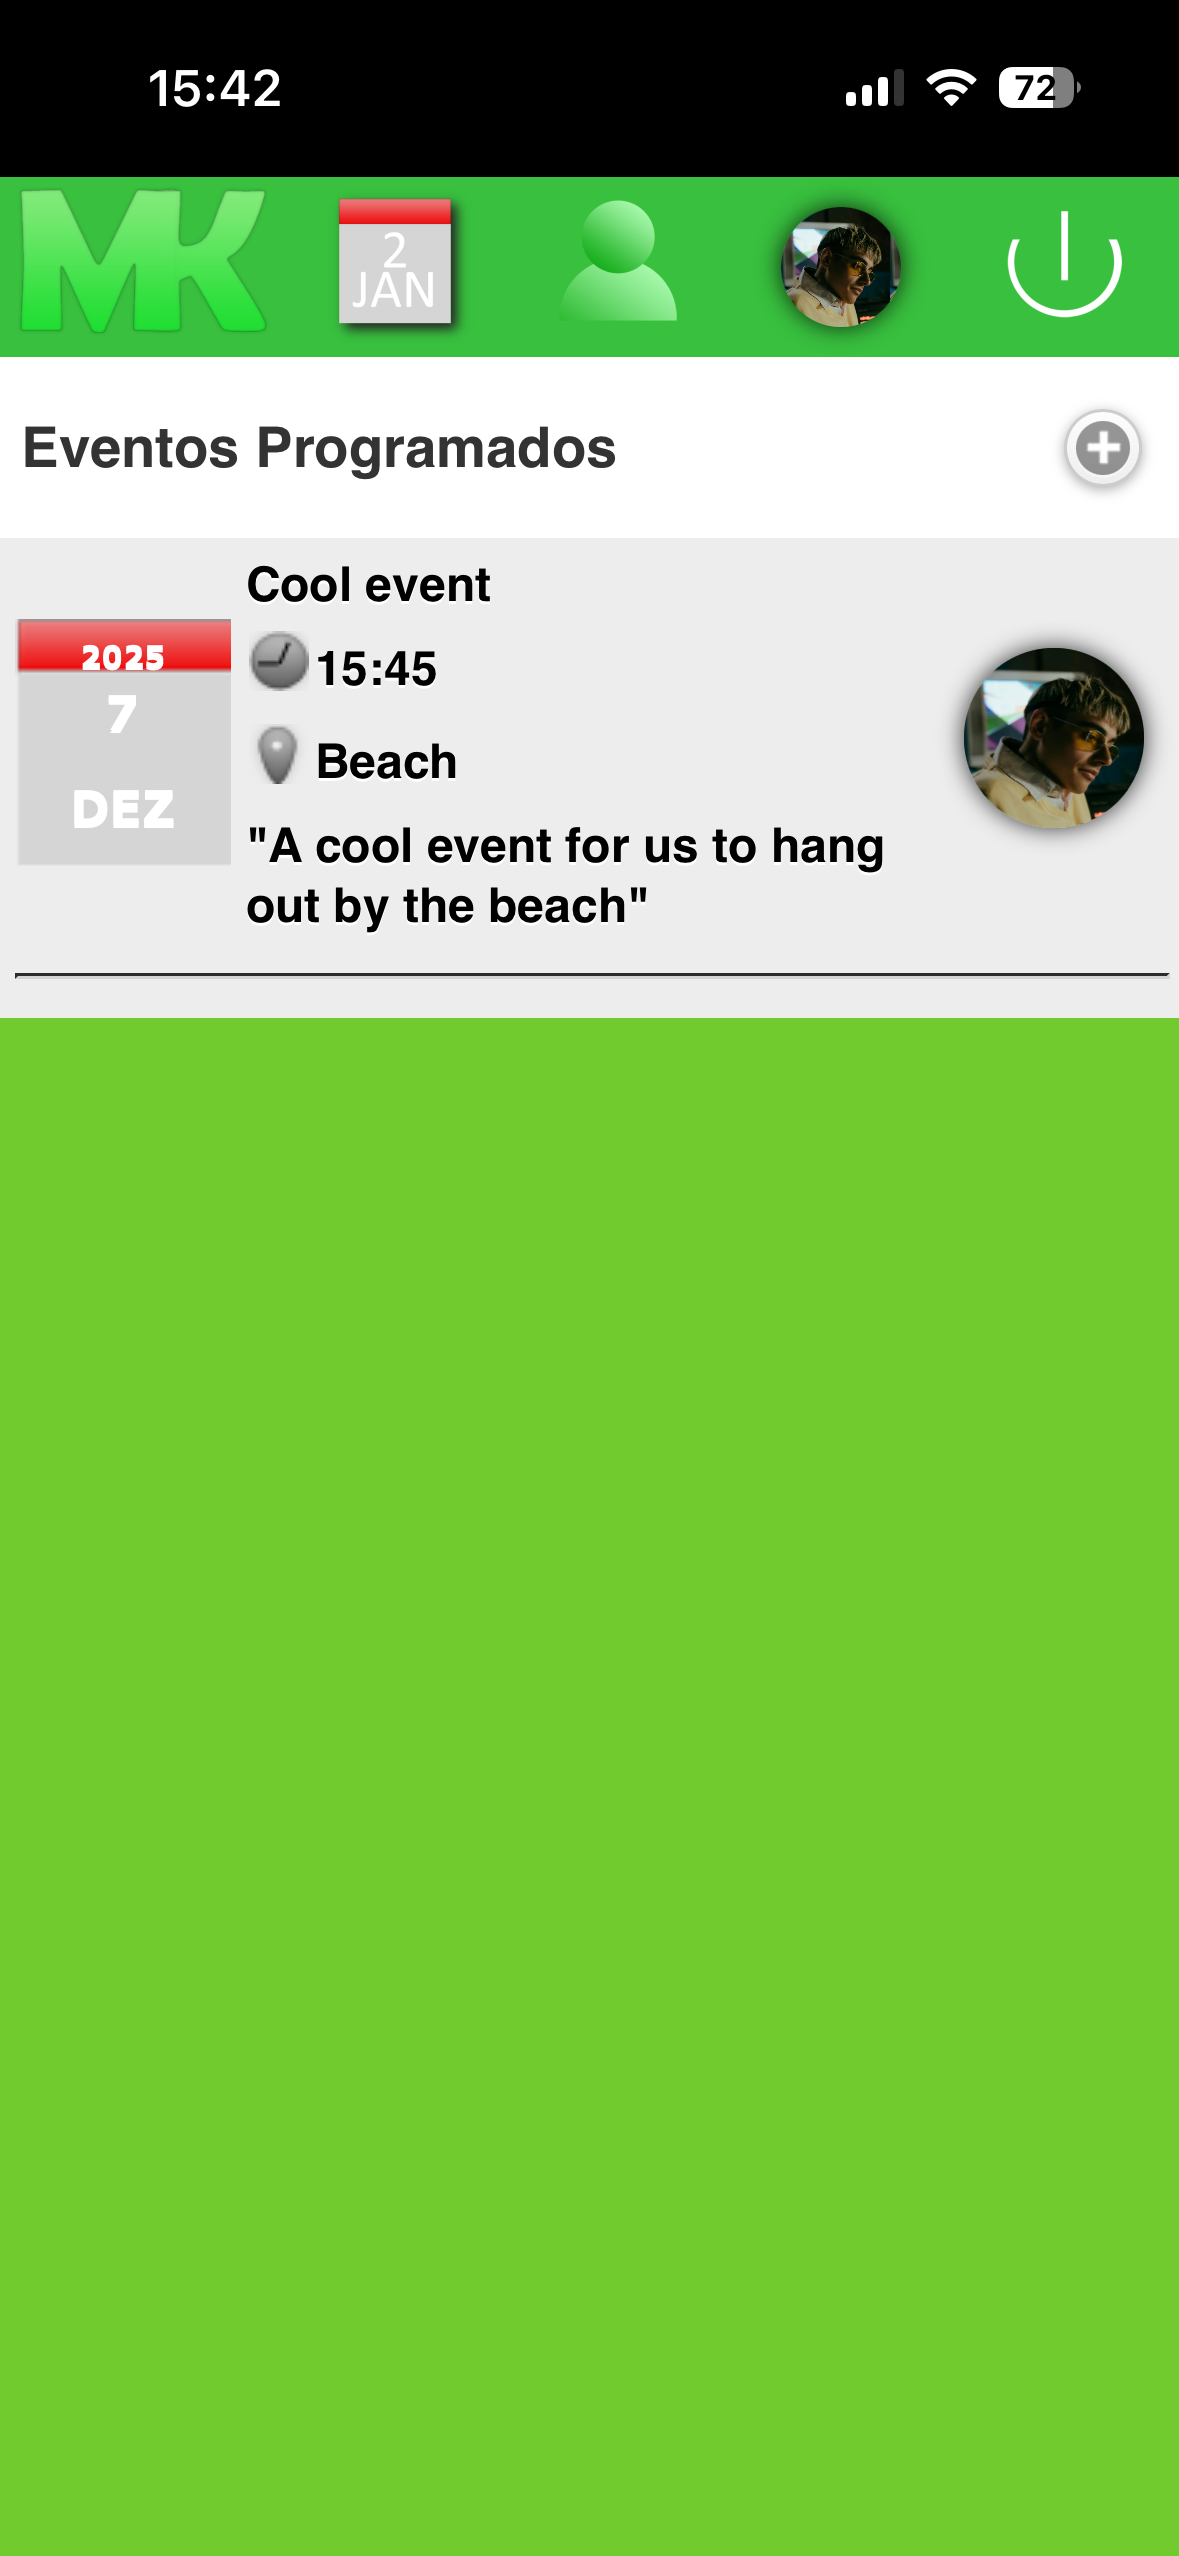 15:42
72
MK
2
JAN
Eventos Programados
Cool event
2025
7
DEZ
15:45
Beach
"A cool event for us to hang
out by the beach"